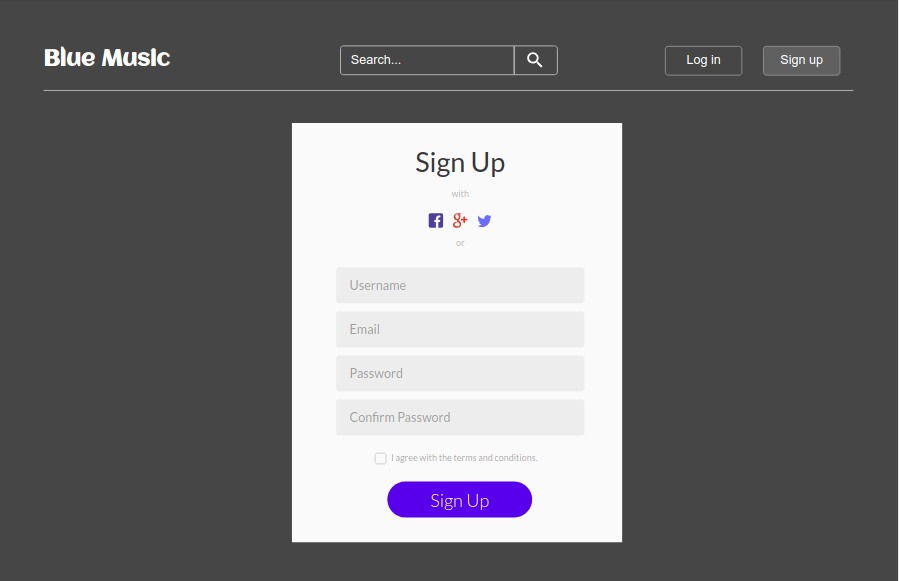 Blue Music
Search...
Log in
Sign up
Sign Up
with
or
Username
Email
Password
Confirm Password
I agree with the terms and conditions.
Sign Up